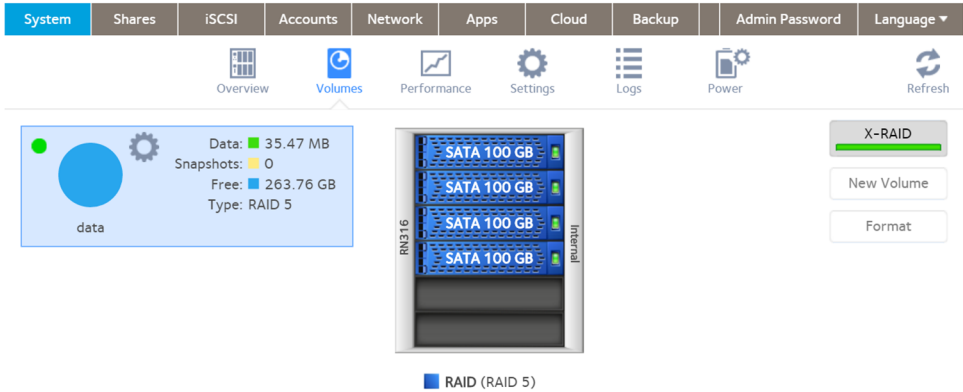 System Shares iSCSI Accounts Network Apps Cloud Backup Admin Password Language
Overview Volumes Performance Settings Logs Power Refresh
data
Data: 35.47 MB
Snapshots: 0
Free: 263.76 GB
Type: RAID 5
RN316
SATA 100 GB
SATA 100 GB
SATA 100 GB
SATA 100 GB
Internal
RAID (RAID 5)
X-RAID
New Volume
Format